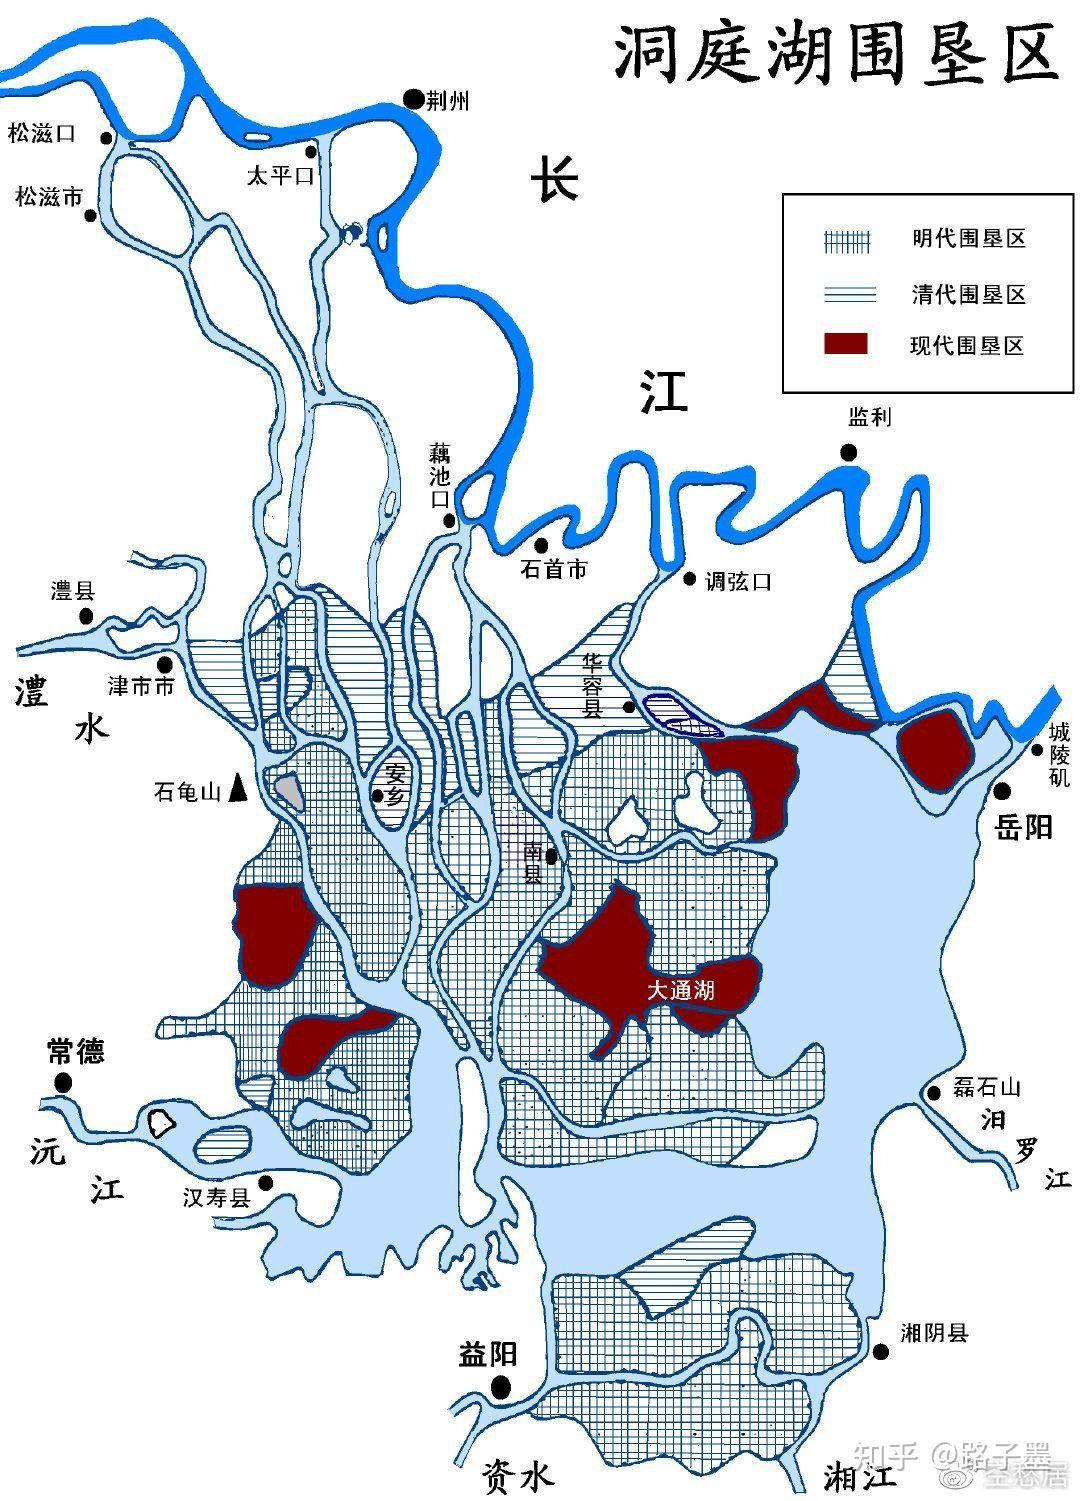 洞庭湖围垦区
荆州
松滋口
太平口
长
松滋市
明代围垦区
清代围垦区
现代围垦区
江
监利
藕池口
石首市
调弦口
澧县
津市市
华容县
澧水
城陵矶
石龟山
安乡
岳阳
南县
大通湖
常德
磊石山
汨罗江
沅江
汉寿县
湘阴县
益阳
资水
湘江
知乎 @路子墨
全愁居